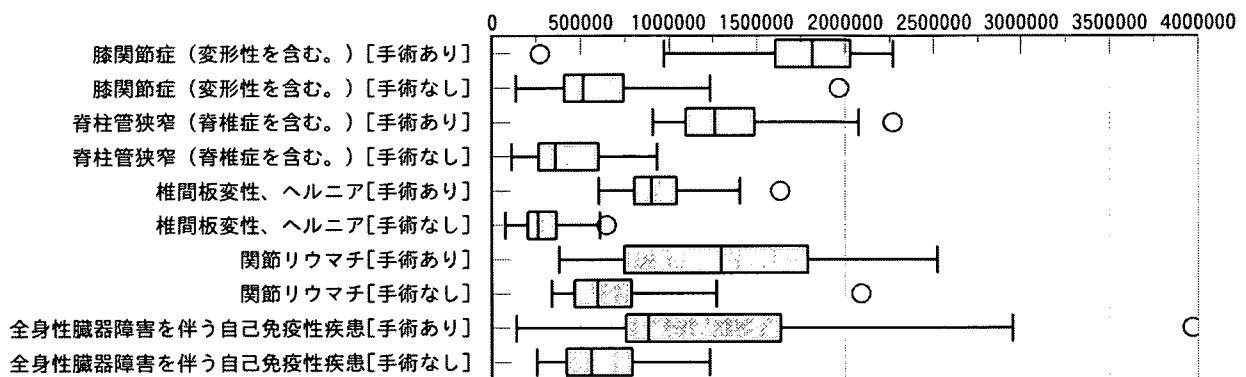 0 500000 1000000 1500000 2000000 2500000 3000000 3500000 4000000
膝関節症（変形性を含む。）[手術あり]
膝関節症（変形性を含む。）[手術なし]
脊柱管狭窄（脊椎症を含む。）[手術あり]
脊柱管狭窄（脊椎症を含む。）[手術なし]
椎間板変性、ヘルニア[手術あり]
椎間板変性、ヘルニア[手術なし]
関節リウマチ[手術あり]
関節リウマチ[手術なし]
全身性臓器障害を伴う自己免疫性疾患[手術あり]
全身性臓器障害を伴う自己免疫性疾患[手術なし]